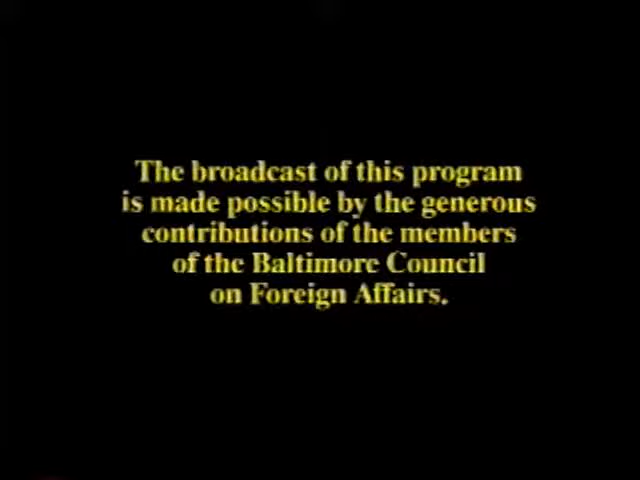 The broadcast of this program
is made possible by the generous
contributions of the members
of the Baltimore Council
on Foreign Affairs.